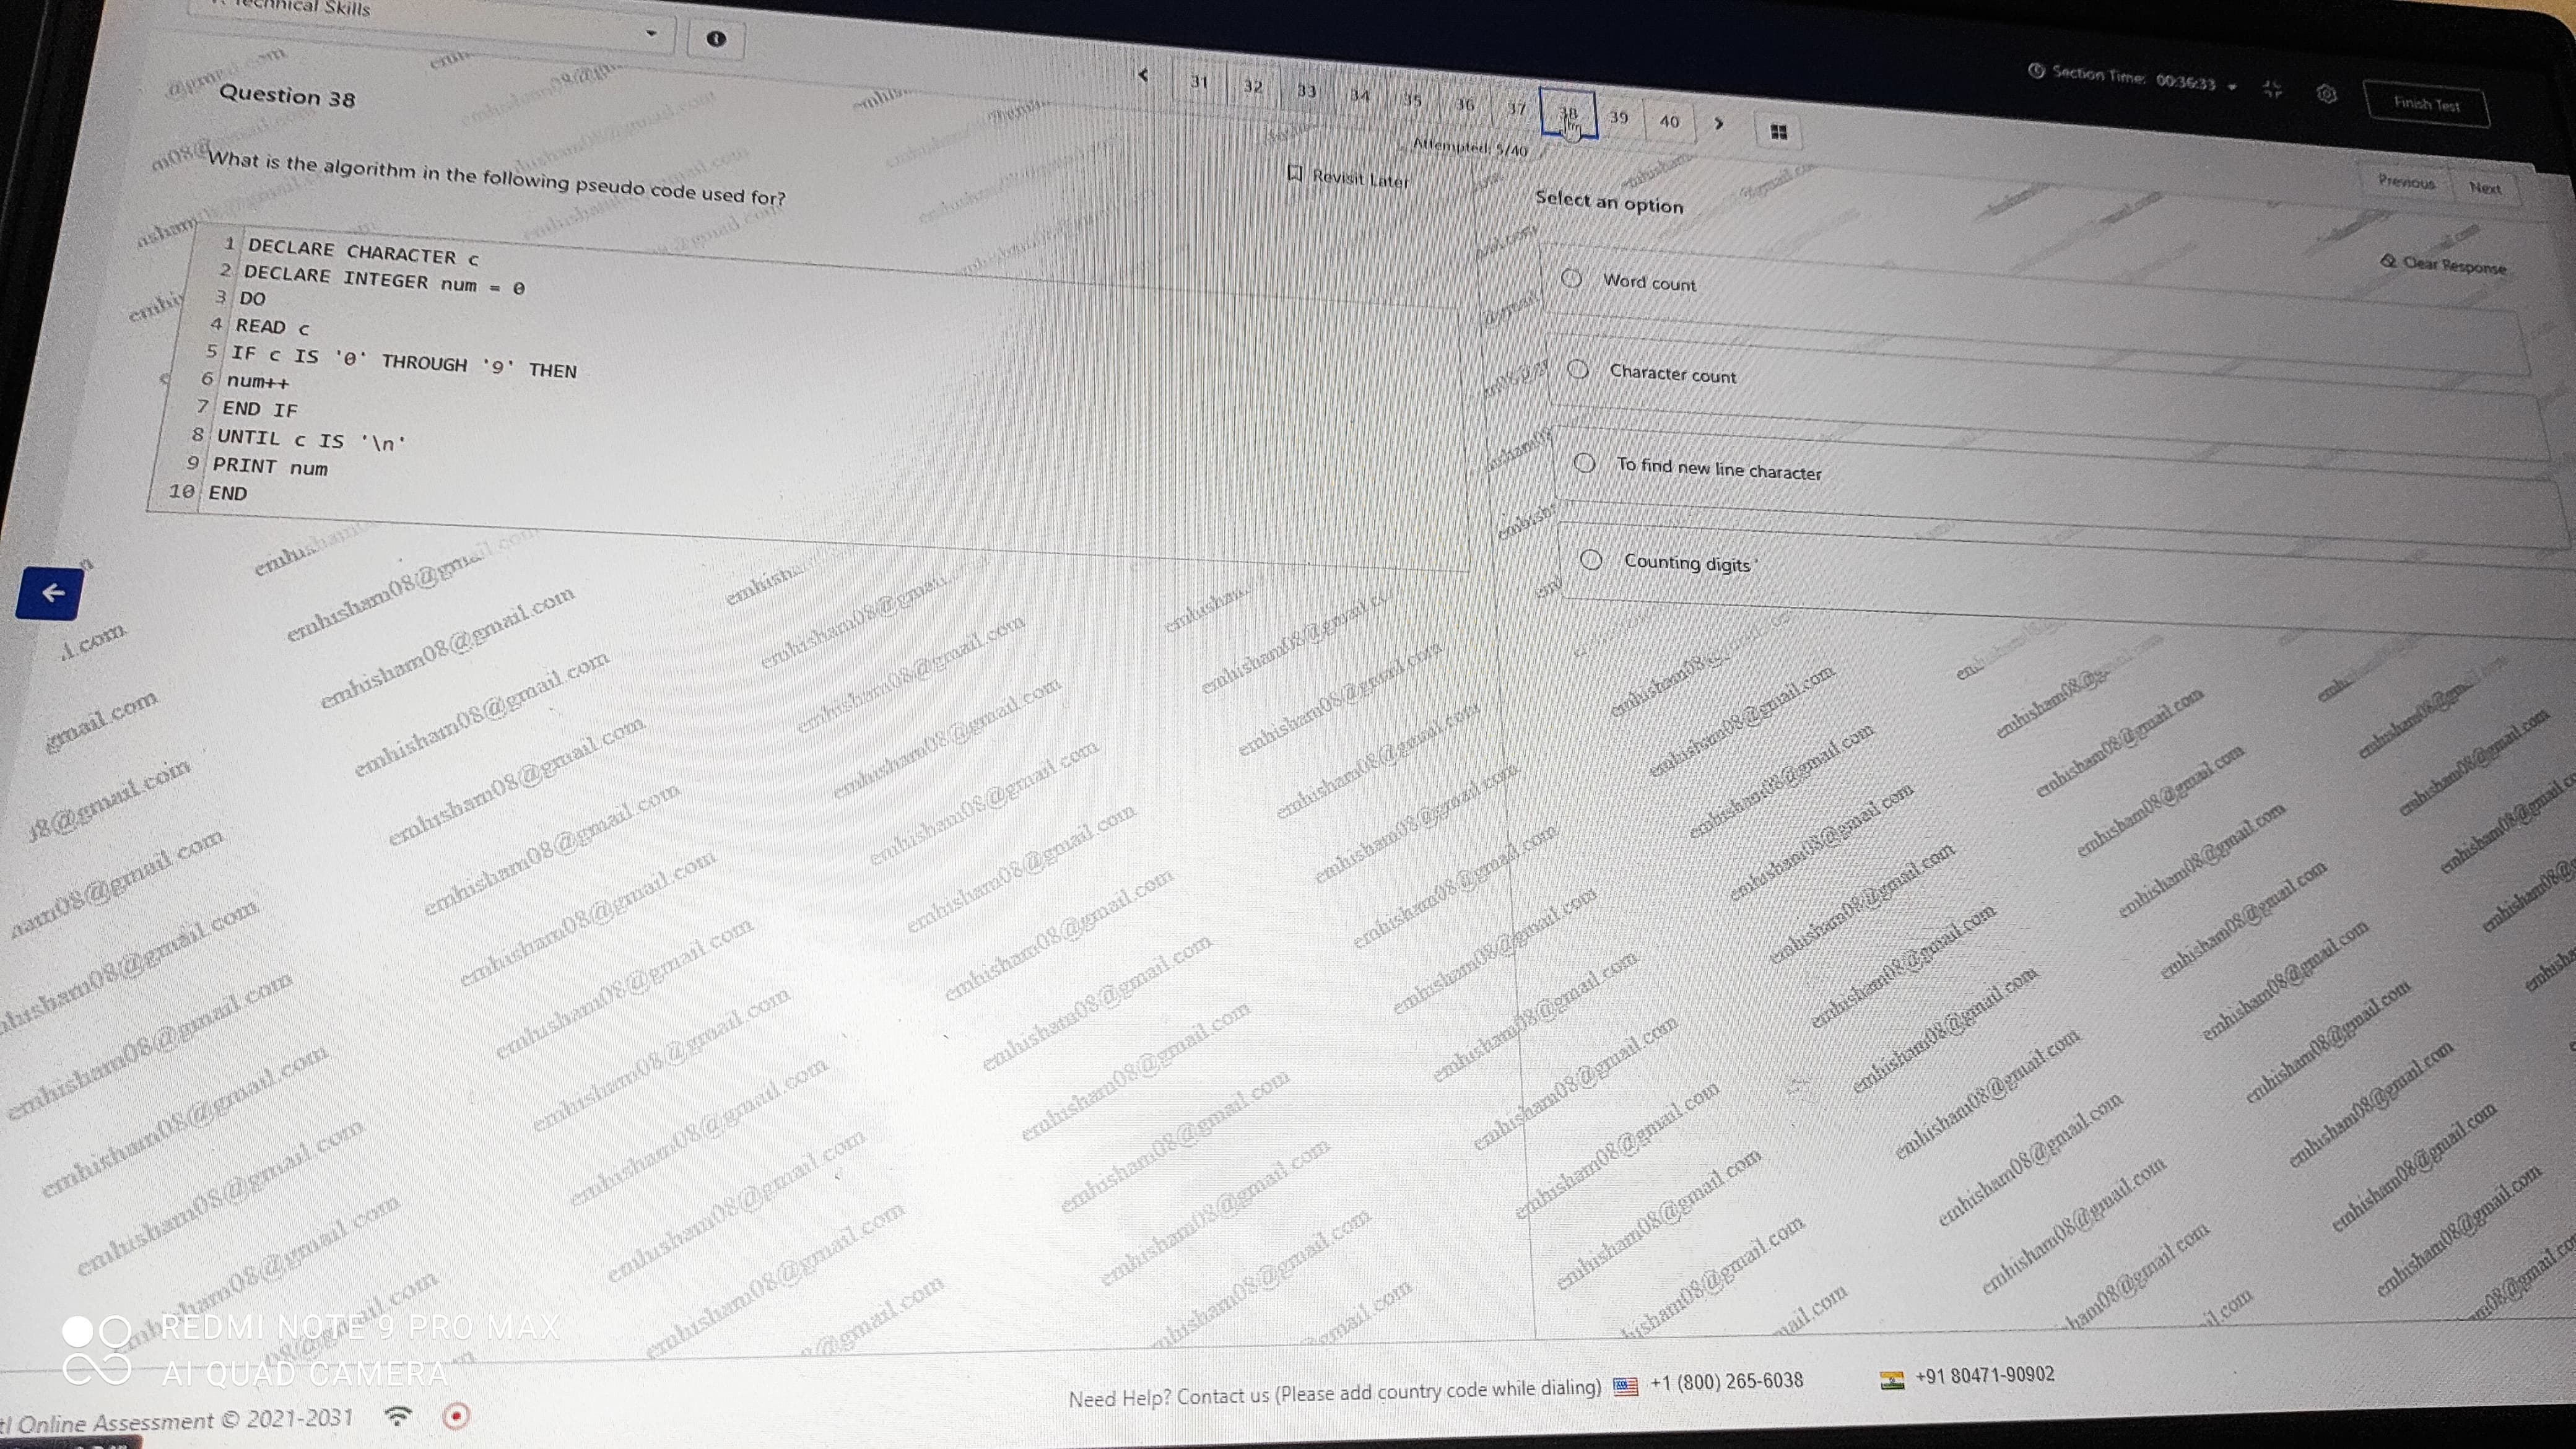 Technical Skills
Question 38
31 32 33 34 35 36 37 38 39 40
Section Time: 00:36:33
Finish Test
Attempted: 5/40
Revisit Later
Previous
Next
What is the algorithm in the following pseudo code used for?
1 DECLARE CHARACTER c
2 DECLARE INTEGER num = 0
3 DO
4 READ c
5 IF c IS '0' THROUGH '9' THEN
6 num++
7 END IF
8 UNTIL c IS '\n'
9 PRINT num
10 END
Select an option
Clear Response
Word count
Character count
To find new line character
Counting digits
emhisham08@gmail.com
REDMI NOTE 9 PRO MAX
AI QUAD CAMERA
Online Assessment © 2021-2031
Need Help? Contact us (Please add country code while dialing) +1 (800) 265-6038 +91 80471-90902